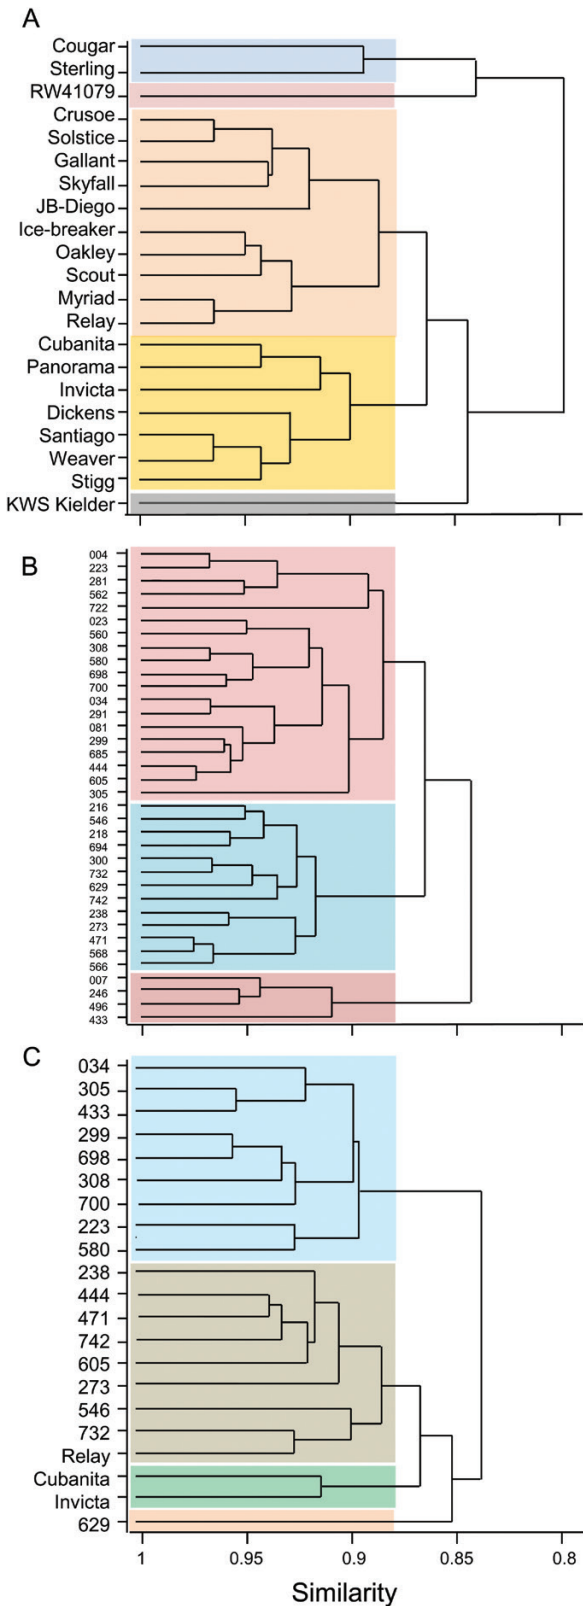 A
Cougar
Sterling
RW41079
Crusoe
Solstice
Gallant
Skyfall
JB-Diego
Ice-breaker
Oakley
Scout
Myriad
Relay
Cubanita
Panorama
Invicta
Dickens
Santiago
Weaver
Stigg
KWS Kielder
B
004
223
281
562
722
023
560
308
580
698
700
034
291
081
299
685
444
605
305
216
546
218
694
300
732
629
742
238
273
471
568
566
007
246
496
433
C
034
305
433
299
698
308
700
223
580
238
444
471
742
605
273
546
732
Relay
Cubanita
Invicta
629
1 0.95 0.9 0.85 0.8
Similarity